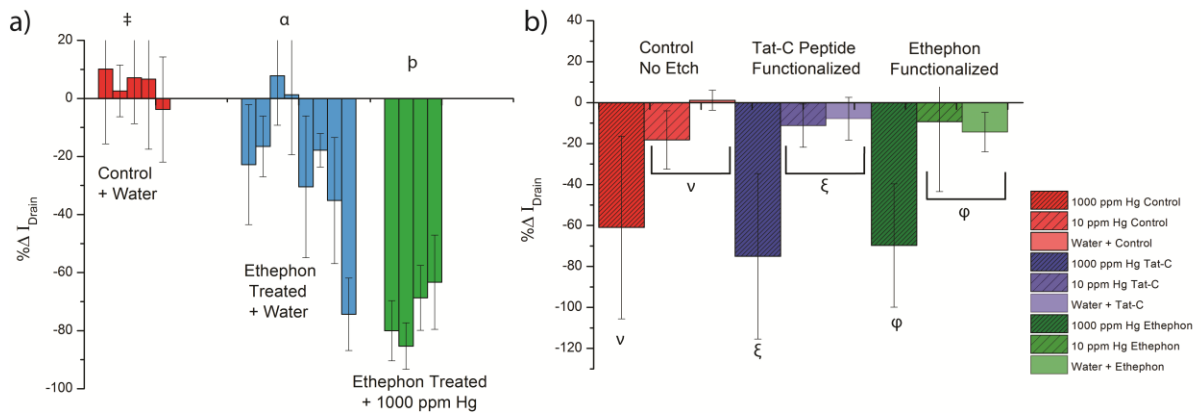 a)
‡
α
þ
20
0
-20
-40
-60
-80
-100
%Δ I_Drain
Control
+ Water
Ethephon
Treated
+ Water
Ethephon Treated
+ 1000 ppm Hg
b)
40
20
0
-20
-40
-60
-80
-100
-120
%Δ I_Drain
Control
No Etch
Tat-C Peptide
Functionalized
Ethephon
Functionalized
ν
ξ
φ
ν
ξ
φ
1000 ppm Hg Control
10 ppm Hg Control
Water + Control
1000 ppm Hg Tat-C
10 ppm Hg Tat-C
Water + Tat-C
1000 ppm Hg Ethephon
10 ppm Hg Ethephon
Water + Ethephon